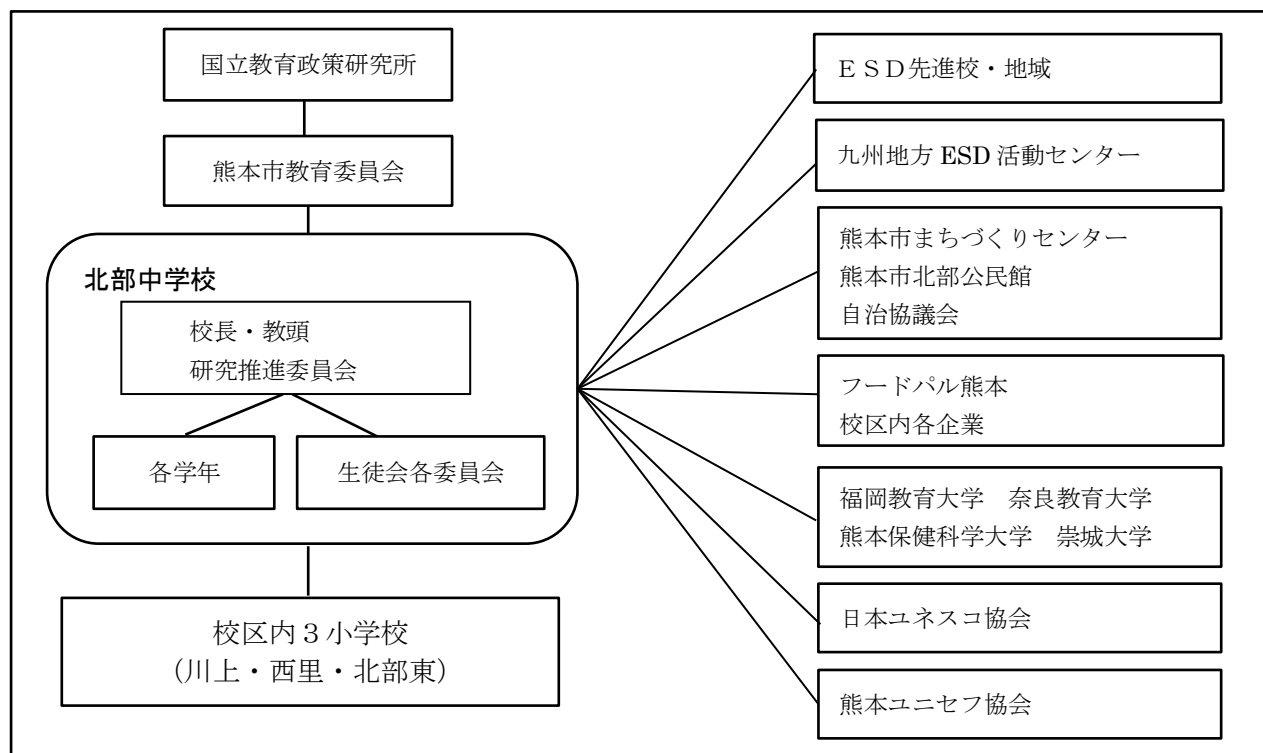 国立教育政策研究所
熊本市教育委員会
北部中学校
校長・教頭
研究推進委員会
各学年
生徒会各委員会
校区内３小学校
（川上・西里・北部東）
ＥＳＤ先進校・地域
九州地方 ESD 活動センター
熊本市まちづくりセンター
熊本市北部公民館
自治協議会
フードパル熊本
校区内各企業
福岡教育大学　奈良教育大学
熊本保健科学大学　崇城大学
日本ユネスコ協会
熊本ユニセフ協会